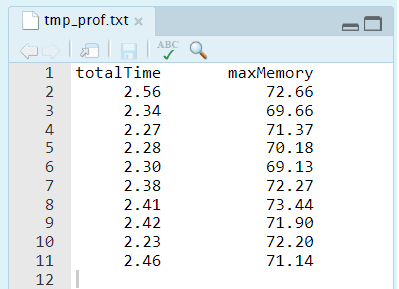 tmp_prof.txt
ABC
1 totalTime maxMemory
2 2.56 72.66
3 2.34 69.66
4 2.27 71.37
5 2.28 70.18
6 2.30 69.13
7 2.38 72.27
8 2.41 73.44
9 2.42 71.90
10 2.23 72.20
11 2.46 71.14
12